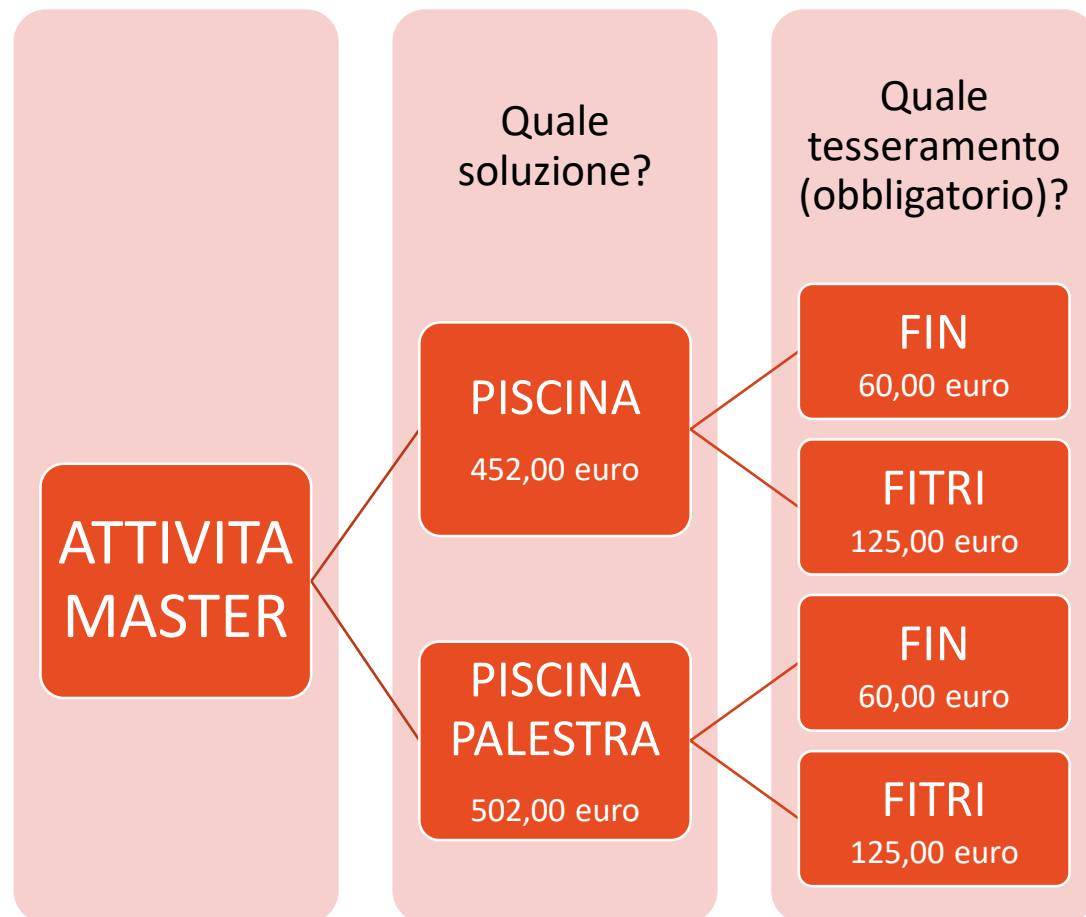 Quale
soluzione?
Quale
tesseramento
(obbligatorio)?
ATTIVITA
MASTER
PISCINA
452,00 euro
FIN
60,00 euro
FITRI
125,00 euro
PISCINA
PALESTRA
502,00 euro
FIN
60,00 euro
FITRI
125,00 euro